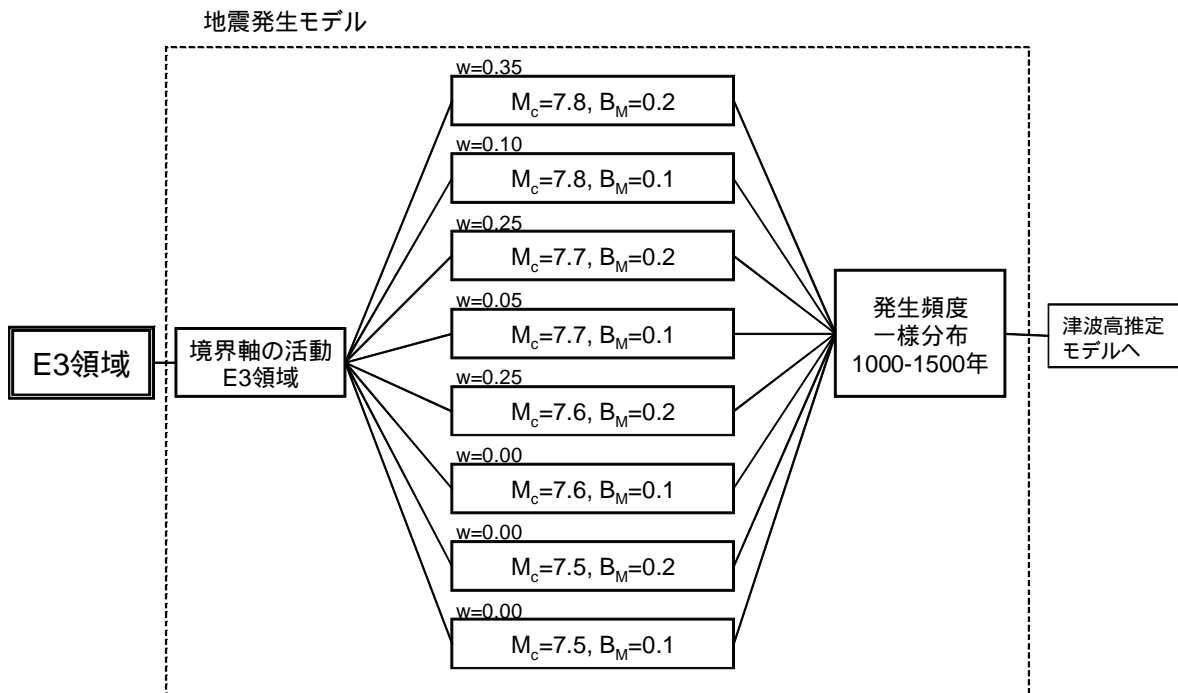 地震発生モデル
w=0.35
Mc=7.8, BM=0.2
w=0.10
Mc=7.8, BM=0.1
w=0.25
Mc=7.7, BM=0.2
w=0.05
Mc=7.7, BM=0.1
w=0.25
Mc=7.6, BM=0.2
w=0.00
Mc=7.6, BM=0.1
w=0.00
Mc=7.5, BM=0.2
w=0.00
Mc=7.5, BM=0.1
E3領域
境界軸の活動
E3領域
発生頻度
一様分布
1000-1500年
津波高推定
モデルへ